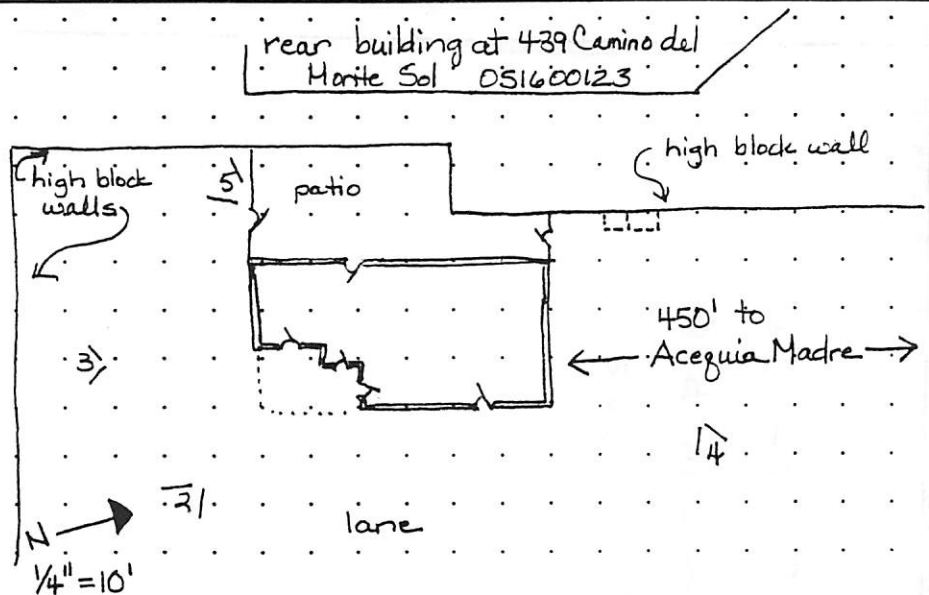 rear building at 439 Camino del
Monte Sol 051600123
high block
walls
5
patio
high block wall
3
450' to
Acequia Madre
4
2
lane
N
1/4" = 10'